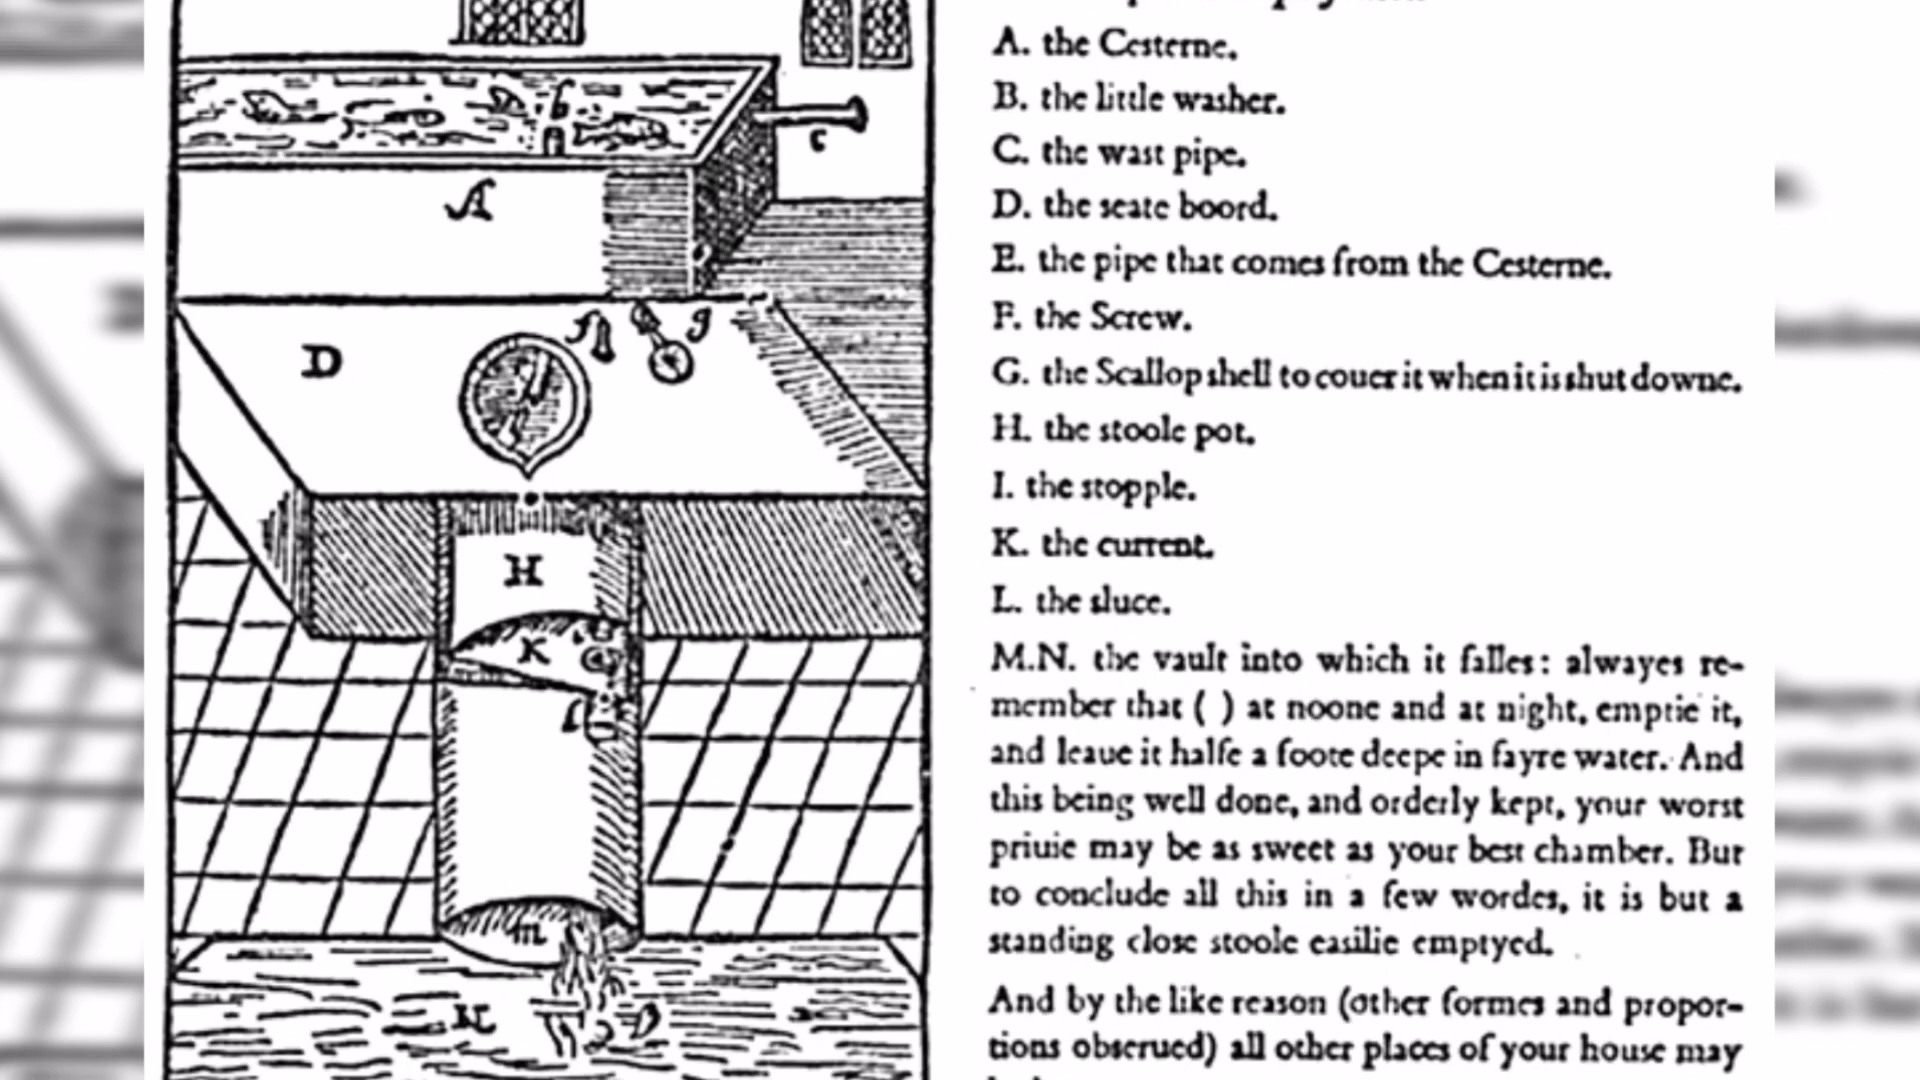 A. the Cesterne.
B. the little washer.
C. the wast pipe.
D. the seate boord.
E. the pipe that comes from the Cesterne.
F. the Screw.
G. the Scallop shell to couer it when it is shut downe.
H. the stoole pot.
I. the stopple.
K. the current.
L. the sluce.
M.N. the vault into which it falles: alwayes re-
member that ( ) at noone and at night, emptie it,
and leaue it halfe a foote deepe in fayre water. And
this being well done, and orderly kept, your worst
priuie may be as sweet as your best chamber. But
to conclude all this in a few wordes, it is but a
standing close stoole easilie emptyed.
And by the like reason (other formes and propor-
tions obserued) all other places of your house may
b
c
A
f
g
D
H
K
l
m
N